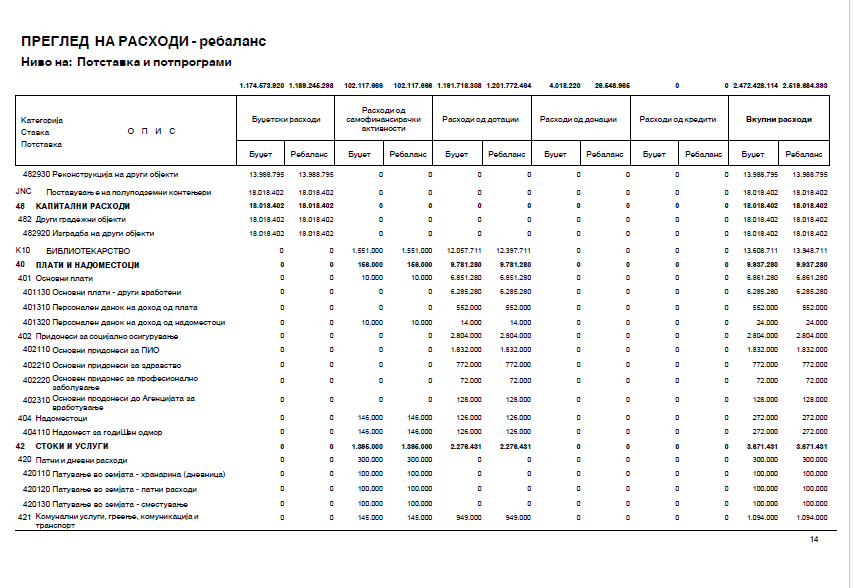 ПРЕГЛЕД НА РАСХОДИ - ребаланс
Ниво на: Потставка и потпрограми
1.174.573.920 1.189.245.298 102.117.666 102.117.666 1.191.718.308 1.201.772.464 4.018.220 26.548.965 0 0 2.472.428.114 2.519.684.393
Категорија Ставка Потставка О П И С Буџетски расходи Расходи од самофинансирачки активности Расходи од дотации Расходи од донации Расходи од кредити Вкупни расходи
Буџет Ребаланс Буџет Ребаланс Буџет Ребаланс Буџет Ребаланс Буџет Ребаланс Буџет Ребаланс
482930 Реконструкција на други објекти 13.988.795 13.988.795 0 0 0 0 0 0 0 0 13.988.795 13.988.795
JNC Поставување на полуподземни контењери 18.018.402 18.018.402 0 0 0 0 0 0 0 0 18.018.402 18.018.402
48 КАПИТАЛНИ РАСХОДИ 18.018.402 18.018.402 0 0 0 0 0 0 0 0 18.018.402 18.018.402
482 Други градежни објекти 18.018.402 18.018.402 0 0 0 0 0 0 0 0 18.018.402 18.018.402
482920 Изградба на други објекти 18.018.402 18.018.402 0 0 0 0 0 0 0 0 18.018.402 18.018.402
K10 БИБЛИОТЕКАРСТВО 0 0 1.551.000 1.551.000 12.057.711 12.397.711 0 0 0 0 13.608.711 13.948.711
40 ПЛАТИ И НАДОМЕСТОЦИ 0 0 156.000 156.000 9.781.280 9.781.280 0 0 0 0 9.937.280 9.937.280
401 Основни плати 0 0 10.000 10.000 6.851.280 6.851.280 0 0 0 0 6.861.280 6.861.280
401130 Основни плати - други вработени 0 0 0 0 6.285.280 6.285.280 0 0 0 0 6.285.280 6.285.280
401310 Персонален данок на доход од плата 0 0 0 0 552.000 552.000 0 0 0 0 552.000 552.000
401320 Персонален данок на доход од надоместоци 0 0 10.000 10.000 14.000 14.000 0 0 0 0 24.000 24.000
402 Придонеси за социјално осигурување 0 0 0 0 2.804.000 2.804.000 0 0 0 0 2.804.000 2.804.000
402110 Основни придонеси за ПИО 0 0 0 0 1.832.000 1.832.000 0 0 0 0 1.832.000 1.832.000
402210 Основни придонеси за здравство 0 0 0 0 772.000 772.000 0 0 0 0 772.000 772.000
402220 Основен придонес за професионално заболување 0 0 0 0 72.000 72.000 0 0 0 0 72.000 72.000
402310 Основни продонеси до Агенцијата за вработување 0 0 0 0 128.000 128.000 0 0 0 0 128.000 128.000
404 Надоместоци 0 0 146.000 146.000 126.000 126.000 0 0 0 0 272.000 272.000
404110 Надомест за годиШен одмор 0 0 146.000 146.000 126.000 126.000 0 0 0 0 272.000 272.000
42 СТОКИ И УСЛУГИ 0 0 1.395.000 1.395.000 2.276.431 2.276.431 0 0 0 0 3.671.431 3.671.431
420 Патни и дневни расходи 0 0 300.000 300.000 0 0 0 0 0 0 300.000 300.000
420110 Патување во земјата - хранарина (дневница) 0 0 100.000 100.000 0 0 0 0 0 0 100.000 100.000
420120 Патување во земјата - патни расходи 0 0 100.000 100.000 0 0 0 0 0 0 100.000 100.000
420130 Патување во земјата - сместување 0 0 100.000 100.000 0 0 0 0 0 0 100.000 100.000
421 Комунални услуги, греење, комуникација и транспорт 0 0 145.000 145.000 949.000 949.000 0 0 0 0 1.094.000 1.094.000
14